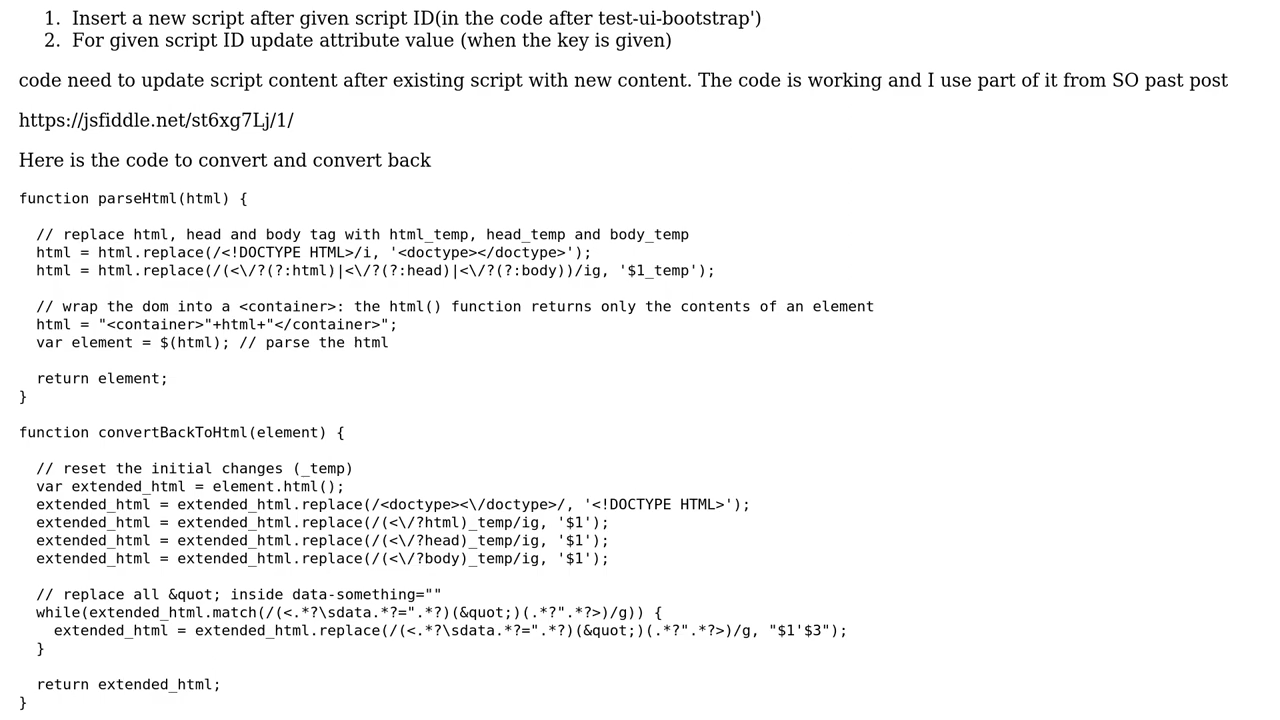 1. Insert a new script after given script ID(in the code after test-ui-bootstrap')
2. For given script ID update attribute value (when the key is given)
code need to update script content after existing script with new content. The code is working and I use part of it from SO past post
https://jsfiddle.net/st6xg7Lj/1/
Here is the code to convert and convert back
function parseHtml(html) {
  // replace html, head and body tag with html_temp, head_temp and body_temp
  html = html.replace(/<!DOCTYPE HTML>/i, '<doctype></doctype>');
  html = html.replace(/(<\/?(?:html)|<\/?(?:head)|<\/?(?:body))/ig, '$1_temp');
  // wrap the dom into a <container>: the html() function returns only the contents of an element
  html = "<container>"+html+"</container>";
  var element = $(html); // parse the html
  return element;
}
function convertBackToHtml(element) {
  // reset the initial changes (_temp)
  var extended_html = element.html();
  extended_html = extended_html.replace(/<doctype><\/doctype>/, '<!DOCTYPE HTML>');
  extended_html = extended_html.replace(/(<\/?html)_temp/ig, '$1');
  extended_html = extended_html.replace(/(<\/?head)_temp/ig, '$1');
  extended_html = extended_html.replace(/(<\/?body)_temp/ig, '$1');
  // replace all &quot; inside data-something=""
  while(extended_html.match(/(<.*?\sdata.*?=".*?)(&quot;)(.*?".*?>)/g)) {
    extended_html = extended_html.replace(/(<.*?\sdata.*?=".*?)(&quot;)(.*?".*?>)/g, "$1'$3");
  }
  return extended_html;
}